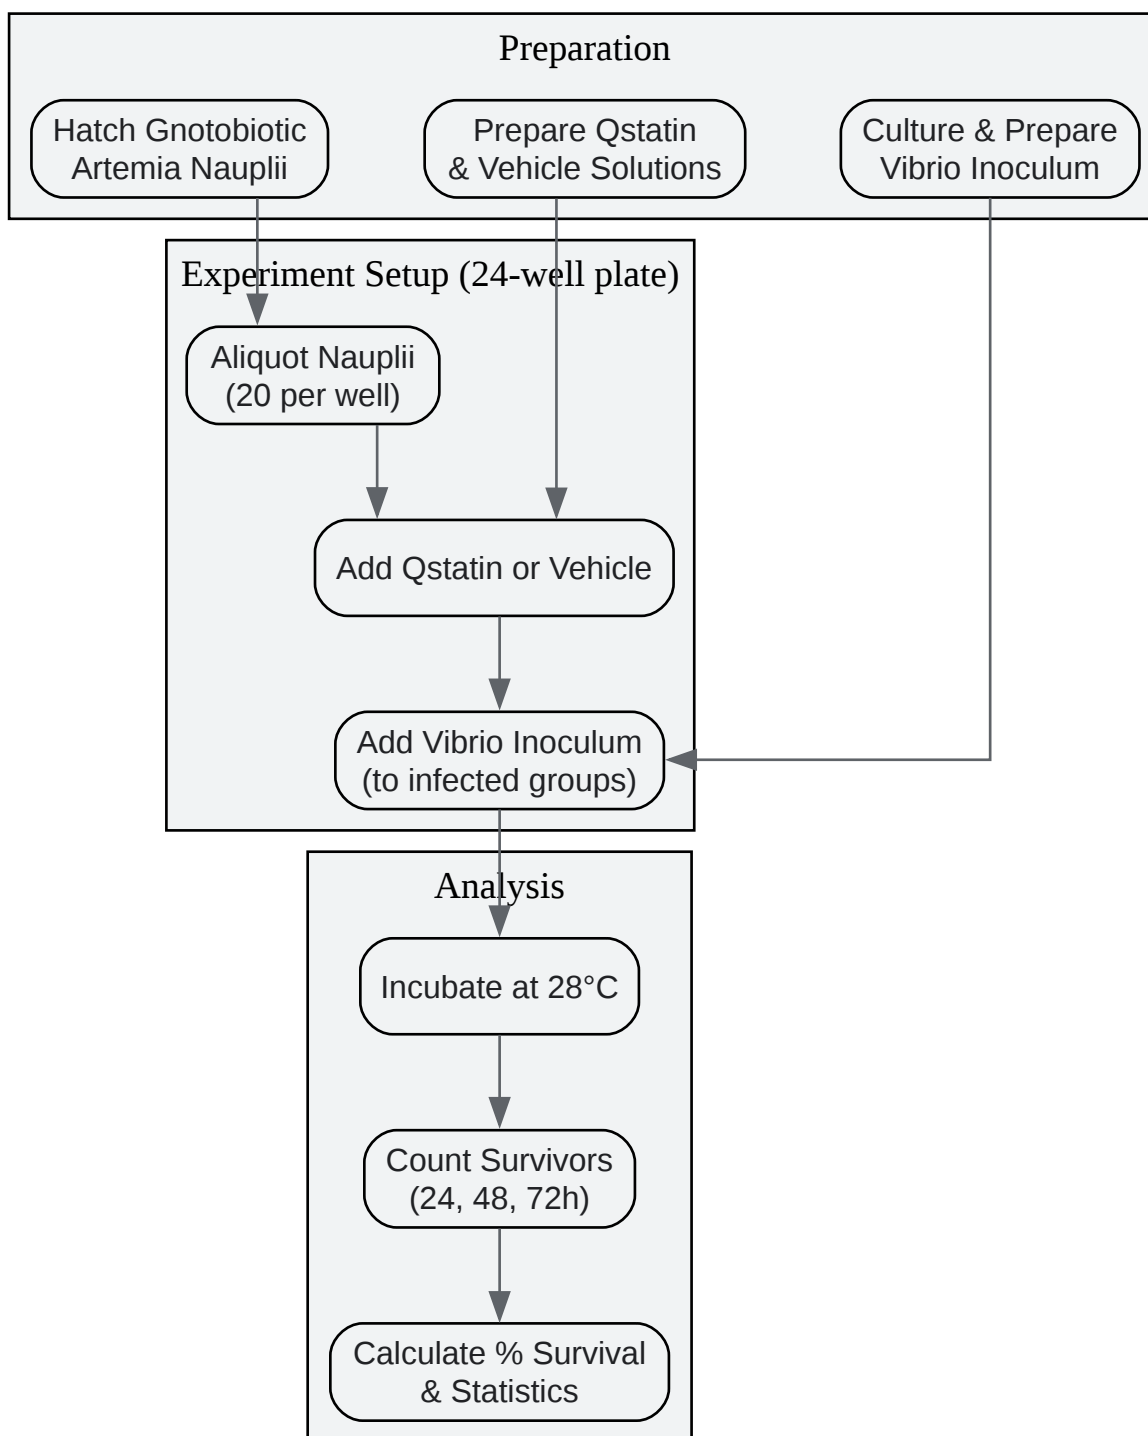 Preparation
Hatch Gnotobiotic
Artemia Nauplii
Prepare Qstatin
& Vehicle Solutions
Culture & Prepare
Vibrio Inoculum
Experiment Setup (24-well plate)
Aliquot Nauplii
(20 per well)
Add Qstatin or Vehicle
Add Vibrio Inoculum
(to infected groups)
Analysis
Incubate at 28°C
Count Survivors
(24, 48, 72h)
Calculate % Survival
& Statistics